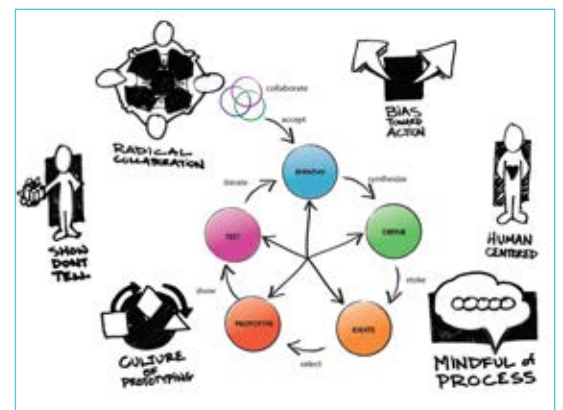 collaborate
accept
RADICAL
COLLABORATION
BIAS
TOWARD
ACTION
iterate
EMPATHY
synthesize
SHOW
DONT
TELL
TEST
DEFINE
HUMAN
CENTERED
show
stoke
PROTOTYPE
IDEATE
select
CULTURE
OF
PROTOTYPING
MINDFUL of
PROCESS